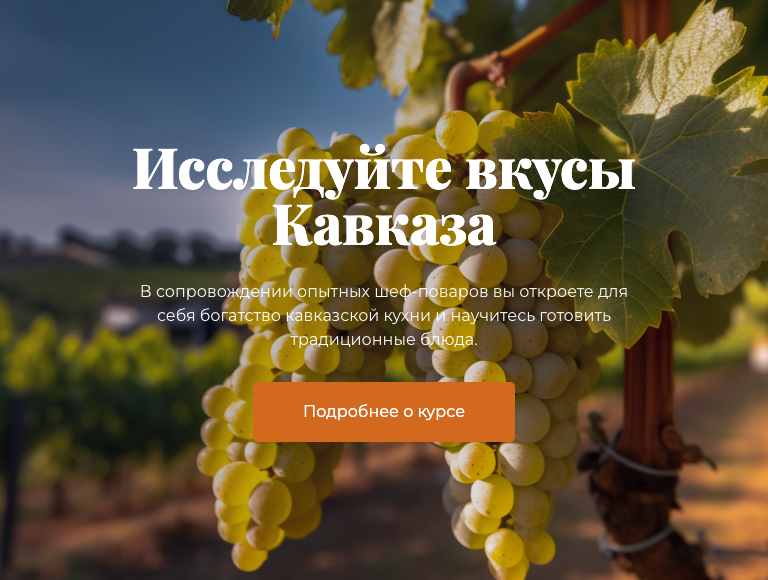 Исследуйте вкусы
Кавказа
В сопровождении опытных шеф-поваров вы откроете для
себя богатство кавказской кухни и научитесь готовить
традиционные блюда.
Подробнее о курсе